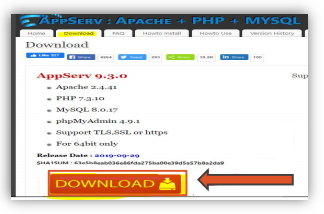 AppServ : Apache + PHP + MySQL
Home Download FAQ Howto Install Howto Use Version History
Download
AppServ 9.3.0
Apache 2.4.41
PHP 7.3.10
MySQL 8.0.17
phpMyAdmin 4.9.1
Support TLS,SSL or https
For 64bit only
Release Date : 2019-09-29
DOWNLOAD